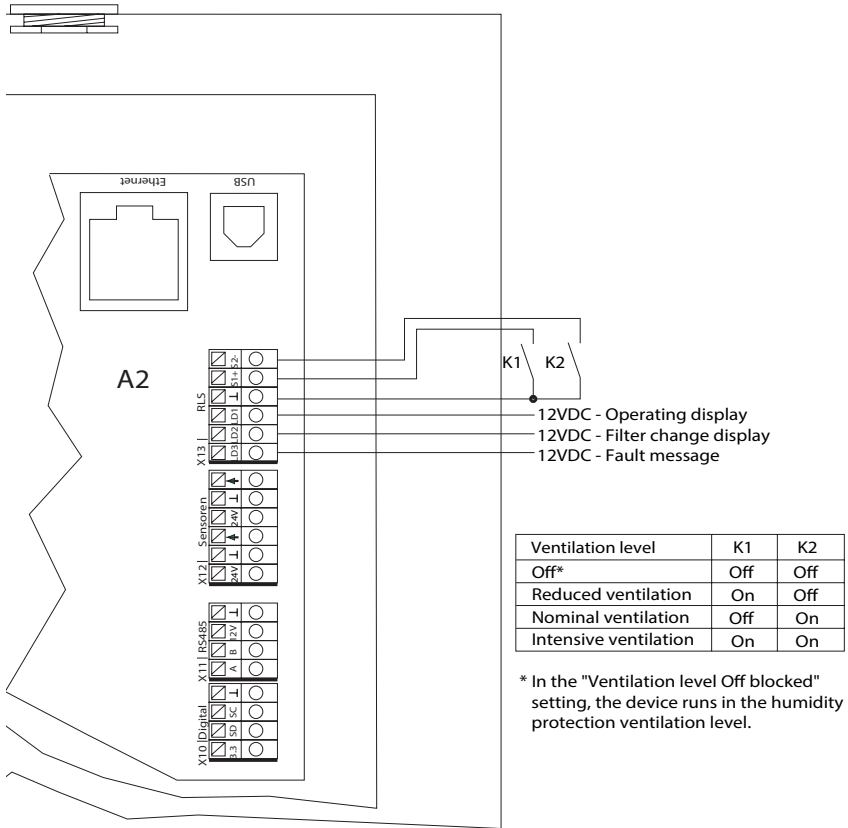 Ethernet
USB
A2
X13 | RLS
S2-
S1+
⊥
LD1
LD2
LD3
X12 | Sensoren
⊥
24V
⊥
24V
X11 | RS485
⊥
12V
B
A
X10 | Digital
⊥
SC
SD
3.3
K1
K2
12VDC - Operating display
12VDC - Filter change display
12VDC - Fault message
Ventilation level K1 K2
Off* Off Off
Reduced ventilation On Off
Nominal ventilation Off On
Intensive ventilation On On
* In the "Ventilation level Off blocked"
setting, the device runs in the humidity
protection ventilation level.